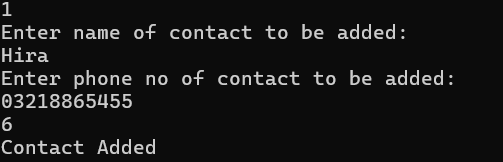 1
Enter name of contact to be added:
Hira
Enter phone no of contact to be added:
03218865455
6
Contact Added